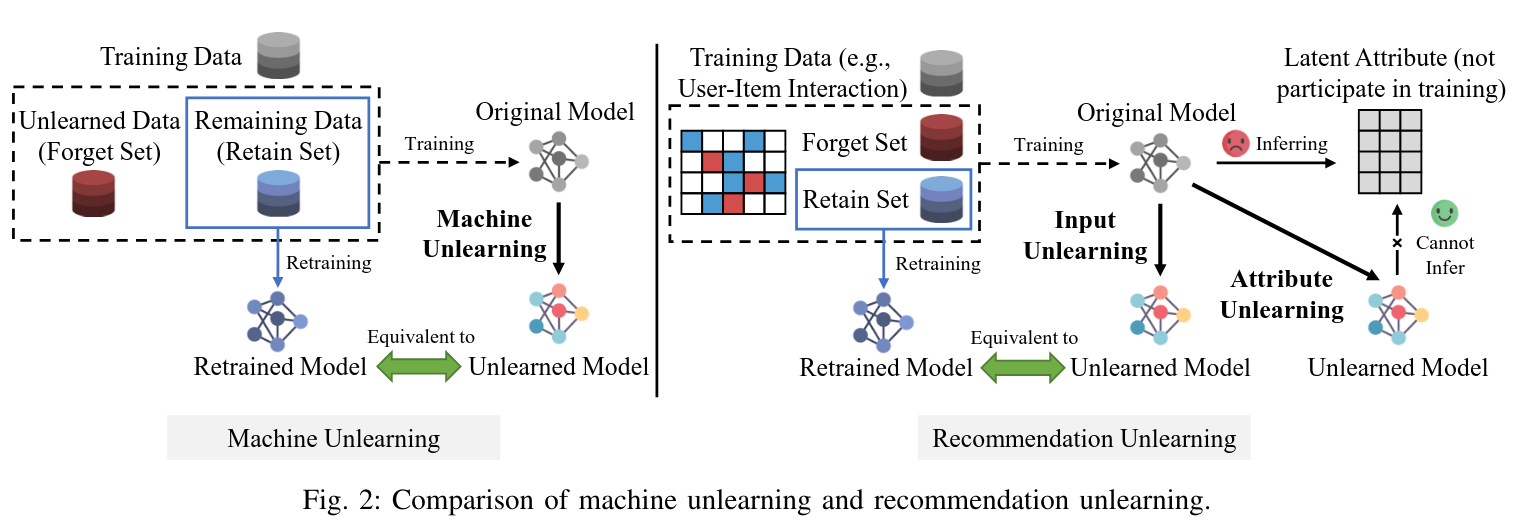 Training Data
Unlearned Data
(Forget Set)
Remaining Data
(Retain Set)
Training
Original Model
Machine
Unlearning
Retraining
Equivalent to
Retrained Model
Unlearned Model
Machine Unlearning
Training Data (e.g.,
User-Item Interaction)
Forget Set
Retain Set
Training
Original Model
Inferring
Latent Attribute (not
participate in training)
Input
Unlearning
Attribute
Unlearning
Cannot
Infer
Retraining
Equivalent to
Retrained Model
Unlearned Model
Unlearned Model
Recommendation Unlearning
Fig. 2: Comparison of machine unlearning and recommendation unlearning.